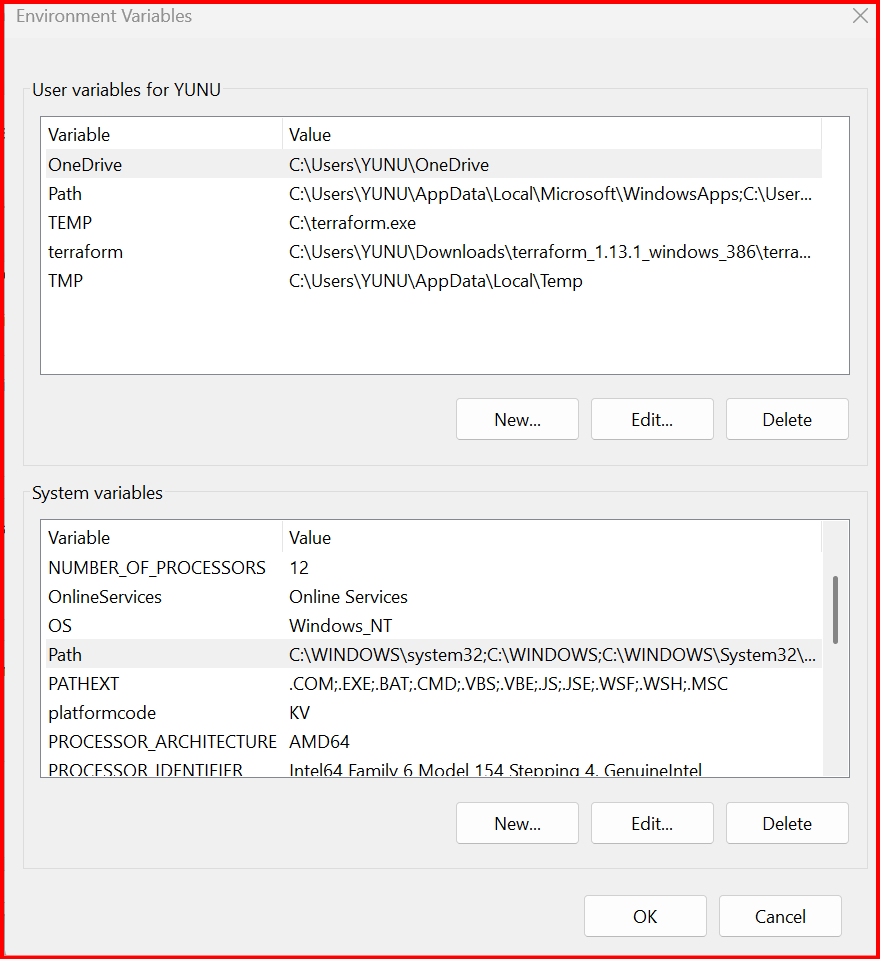 Environment Variables
User variables for YUNU
Variable Value
OneDrive C:\Users\YUNU\OneDrive
Path C:\Users\YUNU\AppData\Local\Microsoft\WindowsApps;C:\User...
TEMP C:\terraform.exe
terraform C:\Users\YUNU\Downloads\terraform_1.13.1_windows_386\terra...
TMP C:\Users\YUNU\AppData\Local\Temp
New... Edit... Delete
System variables
Variable Value
NUMBER_OF_PROCESSORS 12
OnlineServices Online Services
OS Windows_NT
Path C:\WINDOWS\system32;C:\WINDOWS;C:\WINDOWS\System32\...
PATHEXT .COM;.EXE;.BAT;.CMD;.VBS;.VBE;.JS;.JSE;.WSF;.WSH;.MSC
platformcode KV
PROCESSOR_ARCHITECTURE AMD64
PROCESSOR_IDENTIFIER Intel64 Family 6 Model 154 Stepping 4, GenuineIntel
New... Edit... Delete
OK Cancel